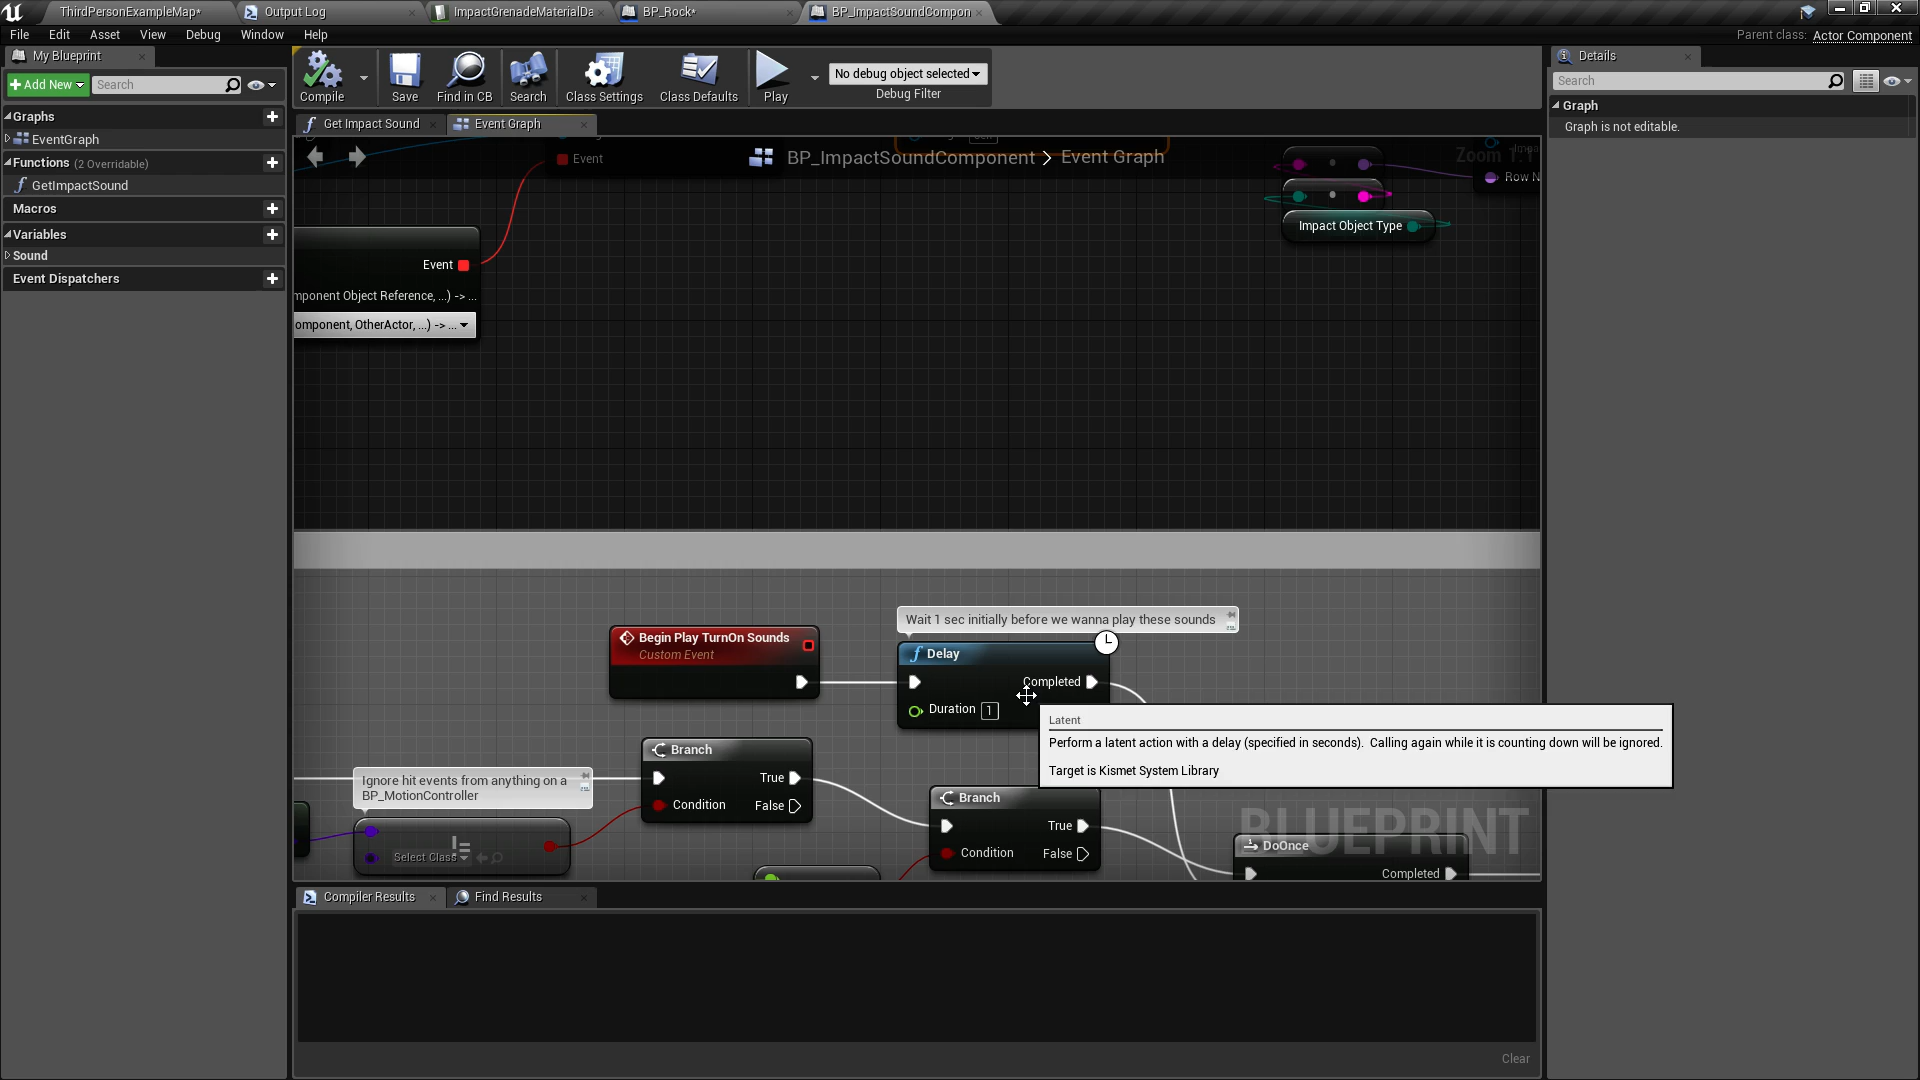 ThirdPersonExampleMap*
Output Log
ImpactGrenadeMaterialDa
BP_Rock*
BP_ImpactSoundCompon
File
Edit
Asset
View
Debug
Window
Help
Parent class: Actor Component
My Blueprint
Add New
Search
Graphs
EventGraph
Functions (2 Overridable)
GetImpactSound
Macros
Variables
Sound
Event Dispatchers
Compile
Save
Find in CB
Search
Class Settings
Class Defaults
Play
No debug object selected
Debug Filter
Get Impact Sound
Event Graph
BP_ImpactSoundComponent > Event Graph
Zoom 1:1
Event
Row N
Impact Object Type
Event
mponent Object Reference, ...) -> ...
omponent, OtherActor, ...) -> ...
Wait 1 sec initially before we wanna play these sounds
Begin Play TurnOn Sounds
Custom Event
Delay
Completed
Duration 1
Latent
Perform a latent action with a delay (specified in seconds). Calling again while it is counting down will be ignored.
Target is Kismet System Library
Branch
True
Condition
False
Ignore hit events from anything on a
BP_MotionController
Select Class
!=
Branch
True
Condition
False
BLUEPRINT
DoOnce
Completed
Compiler Results
Find Results
Clear
Details
Search
Graph
Graph is not editable.